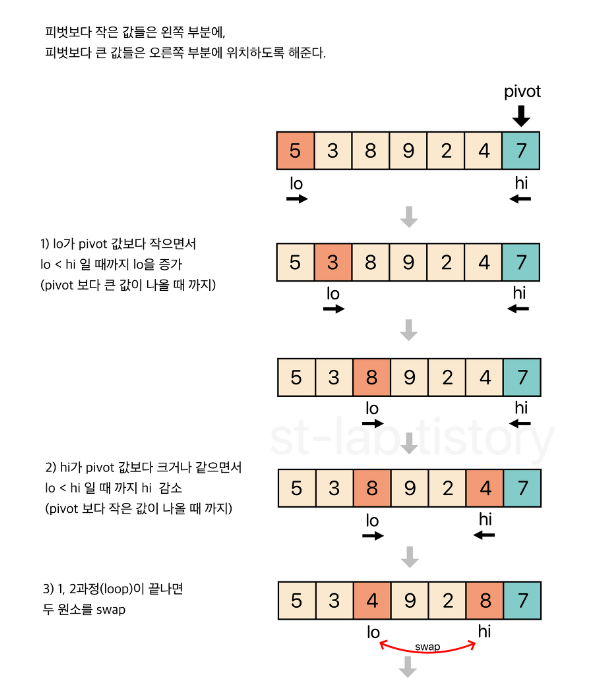 피벗보다 작은 값들은 왼쪽 부분에,
피벗보다 큰 값들은 오른쪽 부분에 위치하도록 해준다.
pivot
5 3 8 9 2 4 7
lo hi
1) lo가 pivot 값보다 작으면서
lo < hi 일 때까지 lo을 증가
(pivot 보다 큰 값이 나올 때 까지)
5 3 8 9 2 4 7
lo hi
5 3 8 9 2 4 7
lo hi
st-lab.tistory
2) hi가 pivot 값보다 크거나 같으면서
lo < hi 일 때 까지 hi 감소
(pivot 보다 작은 값이 나올 때 까지)
5 3 8 9 2 4 7
lo hi
3) 1, 2과정(loop)이 끝나면
두 원소를 swap
5 3 4 9 2 8 7
lo hi
swap